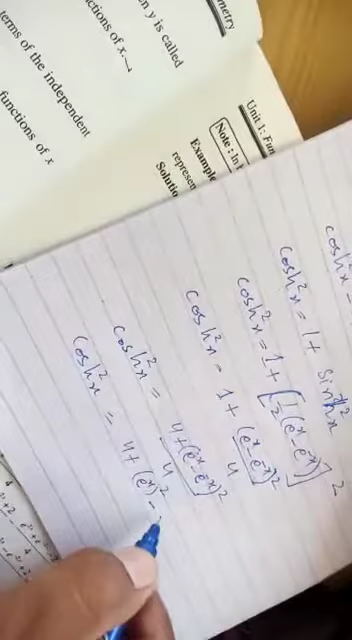 metry
n y is called
ctions of x.
terms of the independent
functions of x
Unit 1: Fun
Note: In
Example
represen
Solutio
cosh²x
cosh²x = 1 + sinh²x
cosh²x = 1 + [½(eˣ - e⁻ˣ)]²
cosh²x = 1 + (eˣ - e⁻ˣ)² / 4
cosh²x = 4 + (eˣ - e⁻ˣ)² / 4
cosh²x = 4 + (eˣ)² -